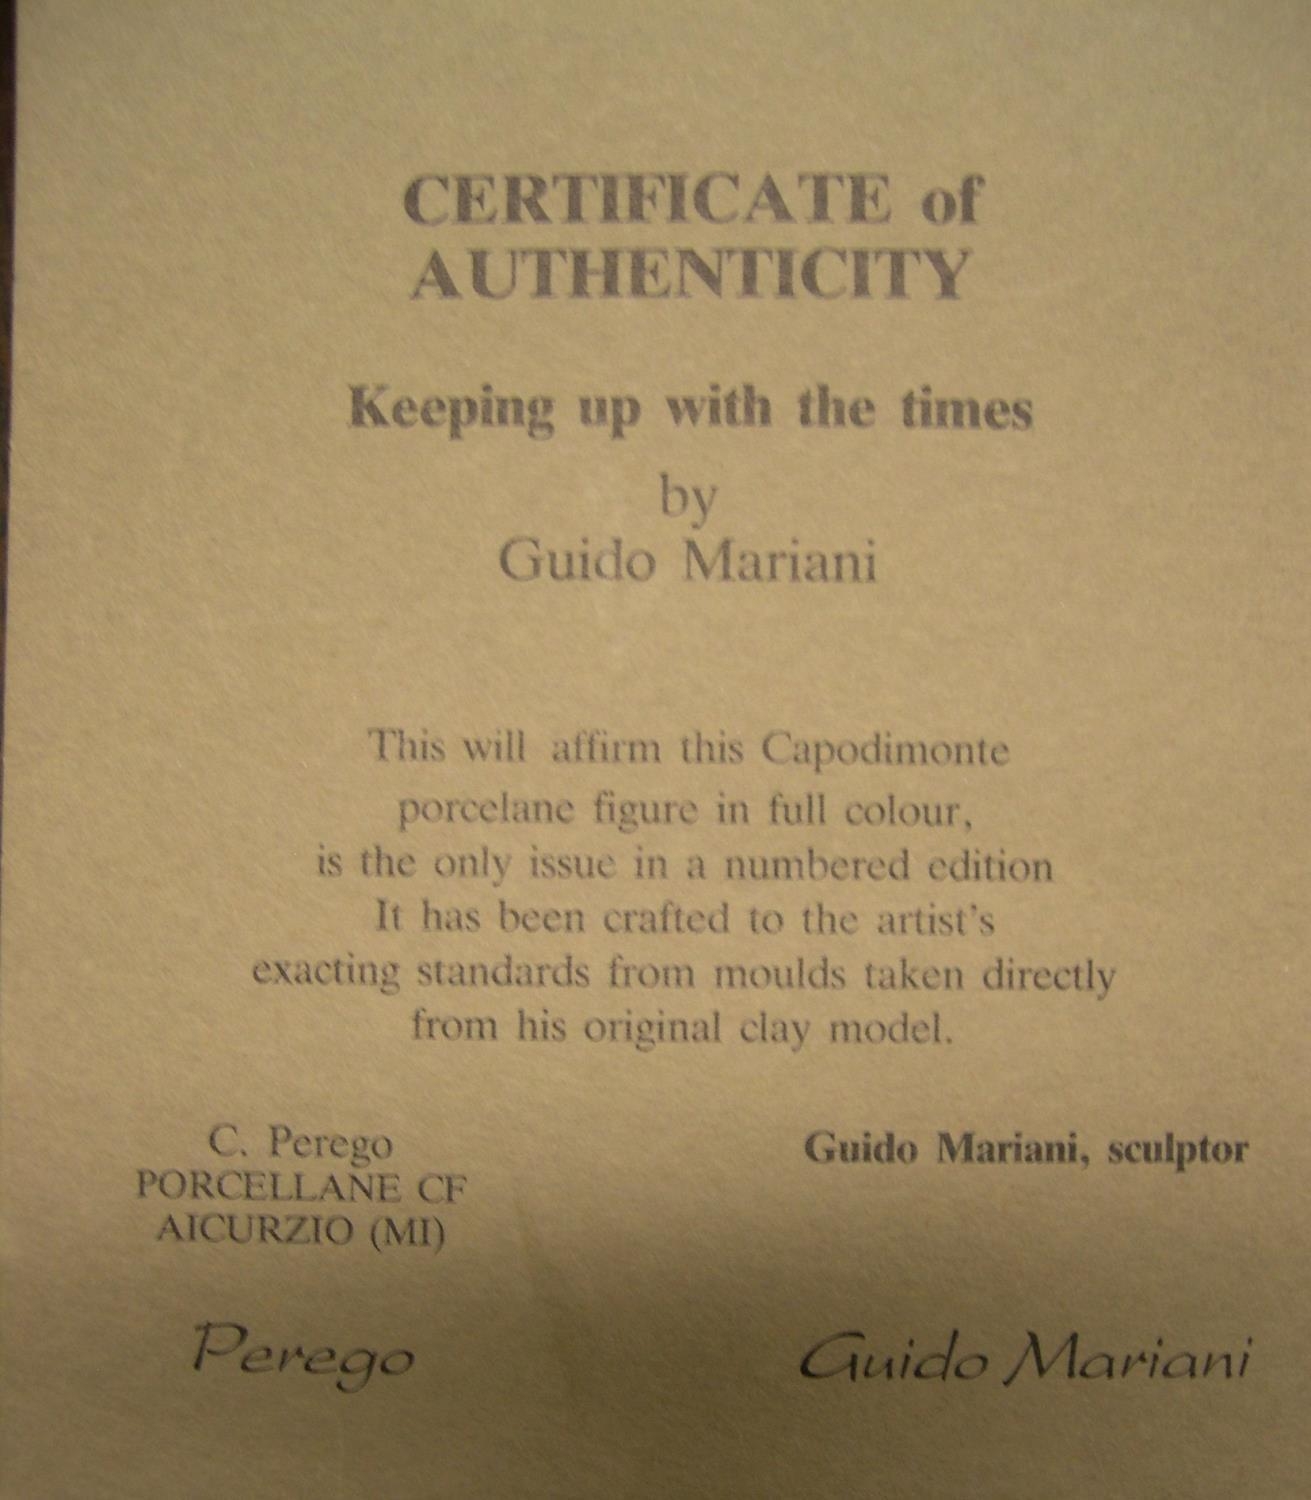 CERTIFICATE of
AUTHENTICITY
Keeping up with the times
by
Guido Mariani
This will affirm this Capodimonte
porcelane figure in full colour,
is the only issue in a numbered edition
It has been crafted to the artist's
exacting standards from moulds taken directly
from his original clay model.
C. Perego
PORCELLANE CF
AICURZIO (MI)
Guido Mariani, sculptor
Perego
Guido Mariani